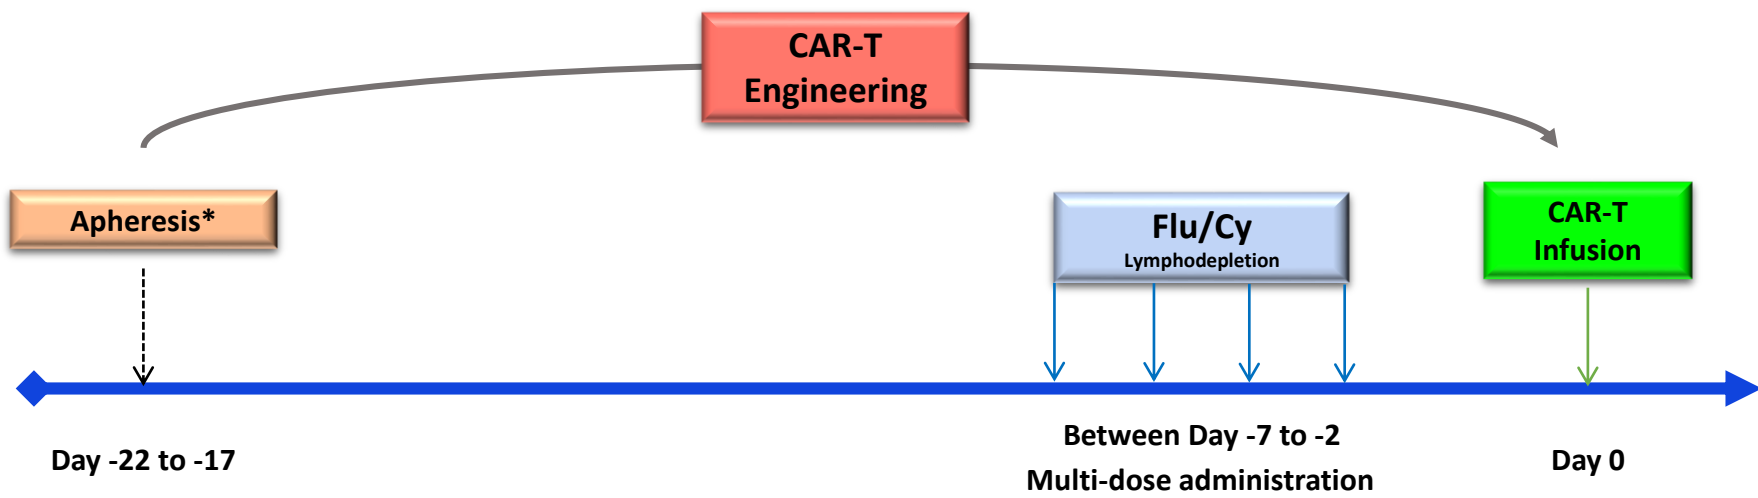 CAR-T
Engineering
Apheresis*
Flu/Cy
Lymphodepletion
CAR-T
Infusion
Day -22 to -17
Between Day -7 to -2
Multi-dose administration
Day 0